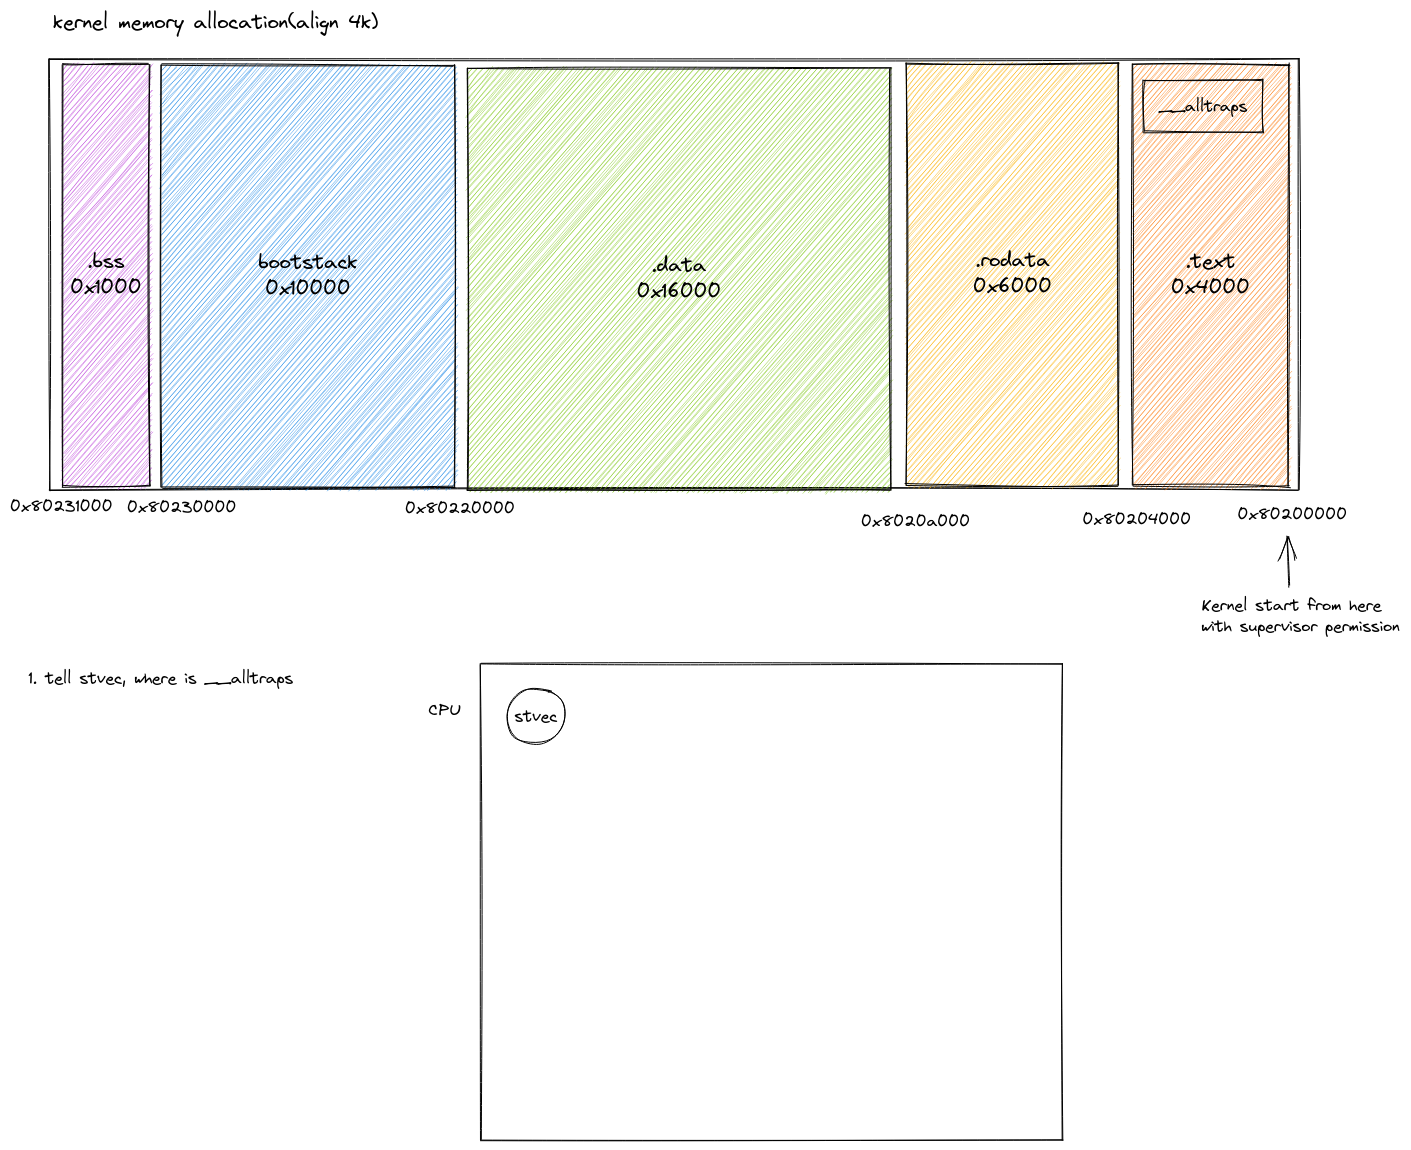 kernel memory allocation(align 4k)
__alltraps
.bss
0x1000
bootstack
0x10000
.data
0x16000
.rodata
0x6000
.text
0x4000
0x80231000
0x80230000
0x80220000
0x8020a000
0x80204000
0x80200000
Kernel start from here
with supervisor permission
1. tell stvec, where is __alltraps
CPU
stvec